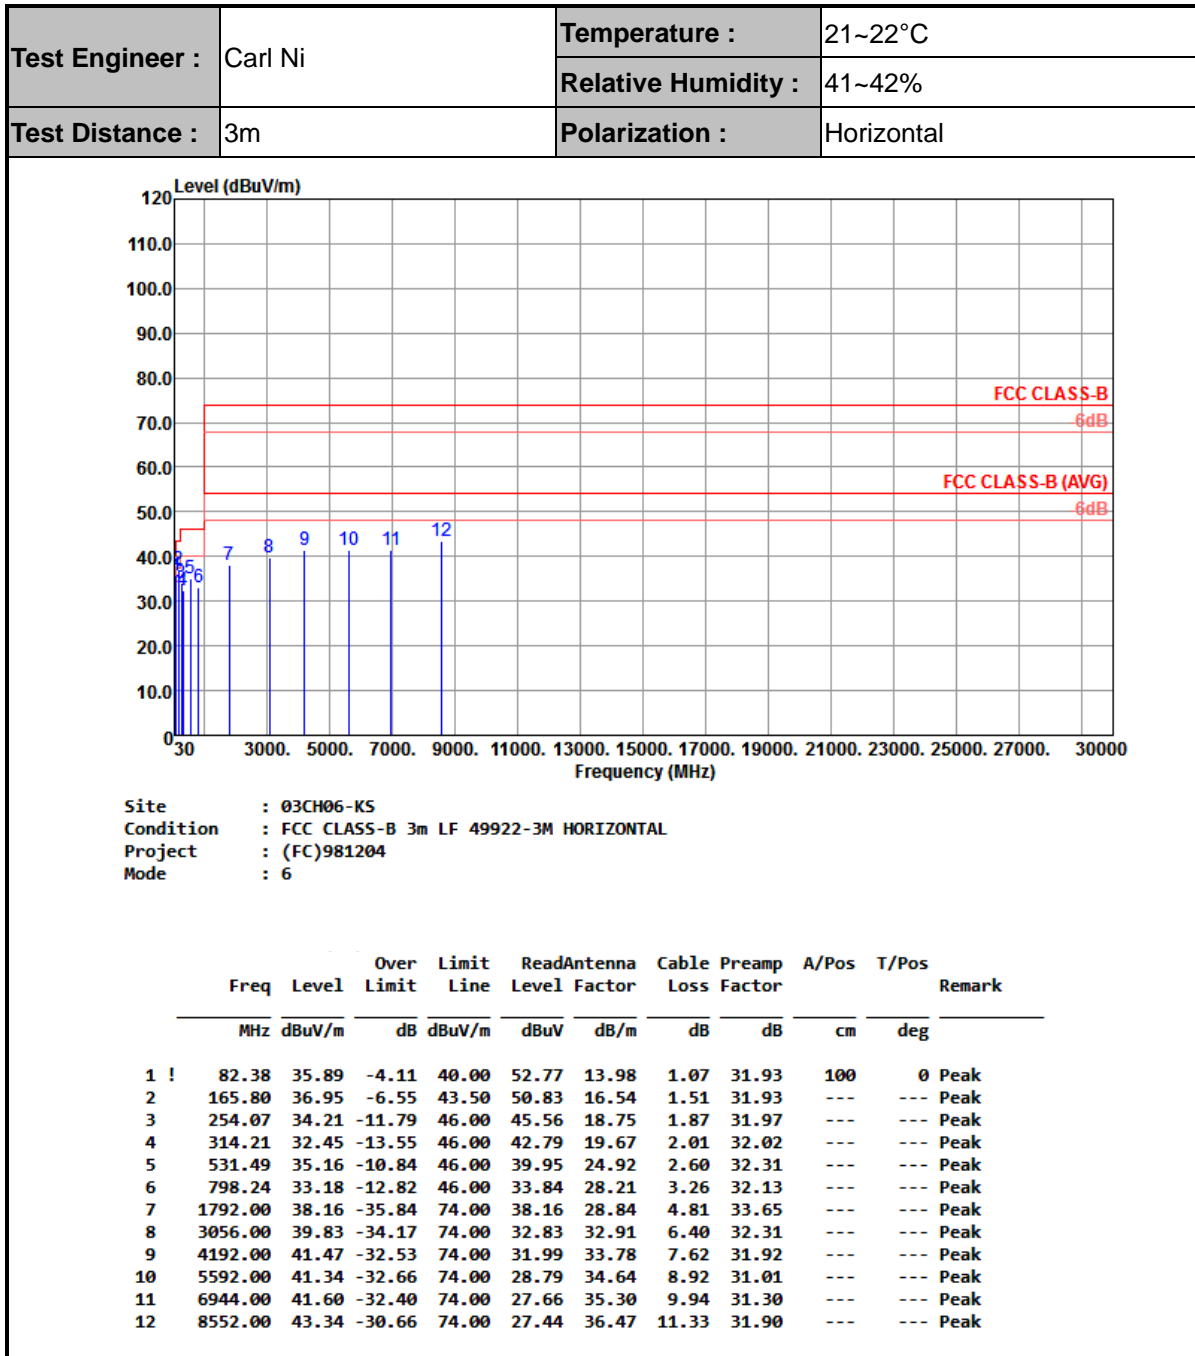 Test Engineer : Carl Ni Temperature : 21~22°C
Relative Humidity : 41~42%
Test Distance : 3m Polarization : Horizontal
Level (dBuV/m)
120
110.0
100.0
90.0
80.0
FCC CLASS-B
70.0
-6dB
60.0
FCC CLASS-B (AVG)
50.0
-6dB
40.0
30.0
20.0
10.0
0
1 2 3 4 5 6 7 8 9 10 11 12
30 3000. 5000. 7000. 9000. 11000. 13000. 15000. 17000. 19000. 21000. 23000. 25000. 27000. 30000
Frequency (MHz)
Site : 03CH06-KS
Condition : FCC CLASS-B 3m LF 49922-3M HORIZONTAL
Project : (FC)981204
Mode : 6
Over Limit ReadAntenna Cable Preamp A/Pos T/Pos
Freq Level Limit Line Level Factor Loss Factor Remark
MHz dBuV/m dB dBuV/m dBuV dB/m dB dB cm deg
1 ! 82.38 35.89 -4.11 40.00 52.77 13.98 1.07 31.93 100 0 Peak
2 165.80 36.95 -6.55 43.50 50.83 16.54 1.51 31.93 --- --- Peak
3 254.07 34.21 -11.79 46.00 45.56 18.75 1.87 31.97 --- --- Peak
4 314.21 32.45 -13.55 46.00 42.79 19.67 2.01 32.02 --- --- Peak
5 531.49 35.16 -10.84 46.00 39.95 24.92 2.60 32.31 --- --- Peak
6 798.24 33.18 -12.82 46.00 33.84 28.21 3.26 32.13 --- --- Peak
7 1792.00 38.16 -35.84 74.00 38.16 28.84 4.81 33.65 --- --- Peak
8 3056.00 39.83 -34.17 74.00 32.83 32.91 6.40 32.31 --- --- Peak
9 4192.00 41.47 -32.53 74.00 31.99 33.78 7.62 31.92 --- --- Peak
10 5592.00 41.34 -32.66 74.00 28.79 34.64 8.92 31.01 --- --- Peak
11 6944.00 41.60 -32.40 74.00 27.66 35.30 9.94 31.30 --- --- Peak
12 8552.00 43.34 -30.66 74.00 27.44 36.47 11.33 31.90 --- --- Peak